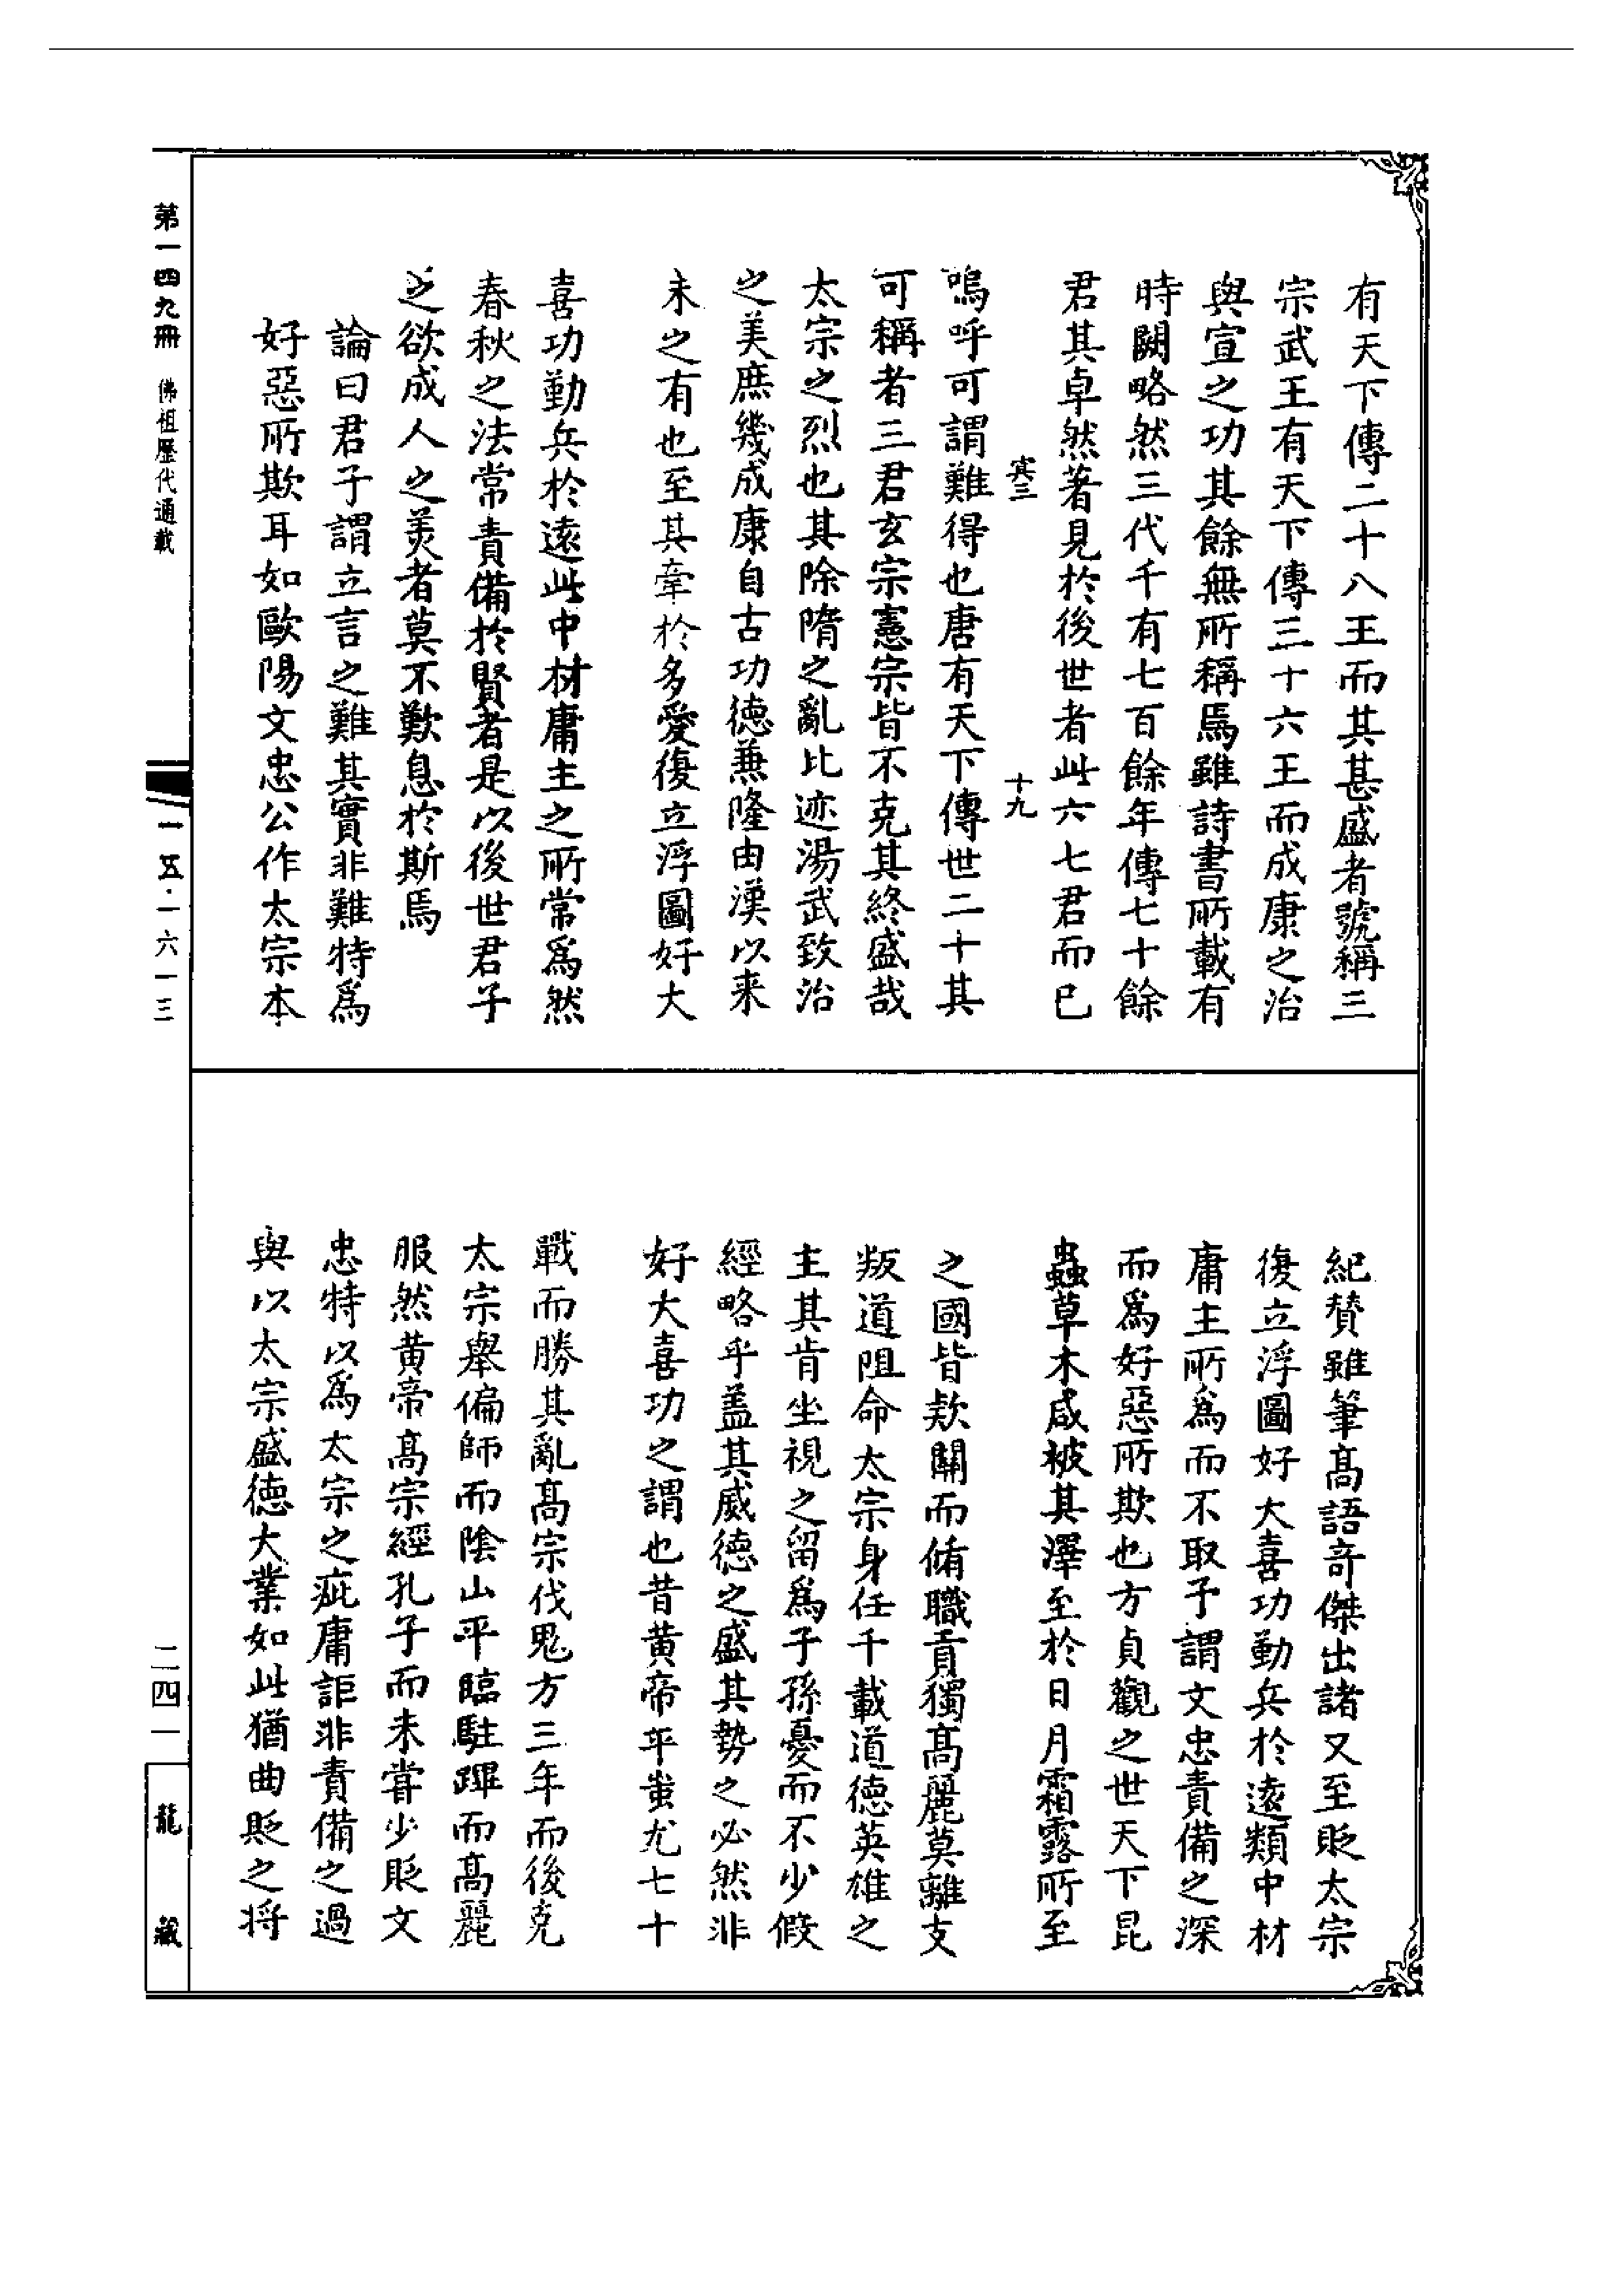 有天下傳二十八王而其甚盛者號稱三
宗武王有天下傳三十六王而成康之治
與宣之功其餘無所稱焉雖詩書所載有
時闕略然三代千有七百餘年傳七十餘
君其卓然著見於後世者此六七君而已
宾三
十九
嗚呼可謂難得也唐有天下傳世二十其
可稱者三君玄宗憲宗皆不克其終盛哉
太宗之烈也其除隋之亂比迹湯武致治
之美庶幾成康自古功德兼隆由漢以来
未之有也至其牽於多愛復立浮圖好大
喜功勤兵於遠此中材庸主之所常爲然
春秋之法常責備於賢者是以後世君子
之欲成人之美者莫不歎息於斯焉
論曰君子謂立言之難其實非難特爲
好惡所欺耳如歐陽文忠公作太宗本
紀賛雖筆高語竒傑出諸又至貶太宗
復立浮圖好大喜功勤兵於遠類中材
庸主所爲而不取予謂文忠責備之深
而爲好惡所欺也方貞觀之世天下昆
蟲草木咸被其澤至於日月霜露所至
之國皆欵關而脩職貢獨高麗莫離支
叛道阻命太宗身任千載道德英雄之
主其肯坐視之留爲子孫憂而不少假
經略乎盖其威德之盛其勢之必然非
好大喜功之謂也昔黄帝平蚩尤七十
戰而勝其亂高宗伐鬼方三年而後克
太宗舉偏師而陰山平臨駐蹕而高麗
服然黄帝高宗經孔子而未甞少貶文
忠特以爲太宗之疵庸詎非責備之過
與以太宗盛德大業如此猶曲貶之将
第一四九冊　佛祖歷代通載
一五·一六一三
二四一
龍藏